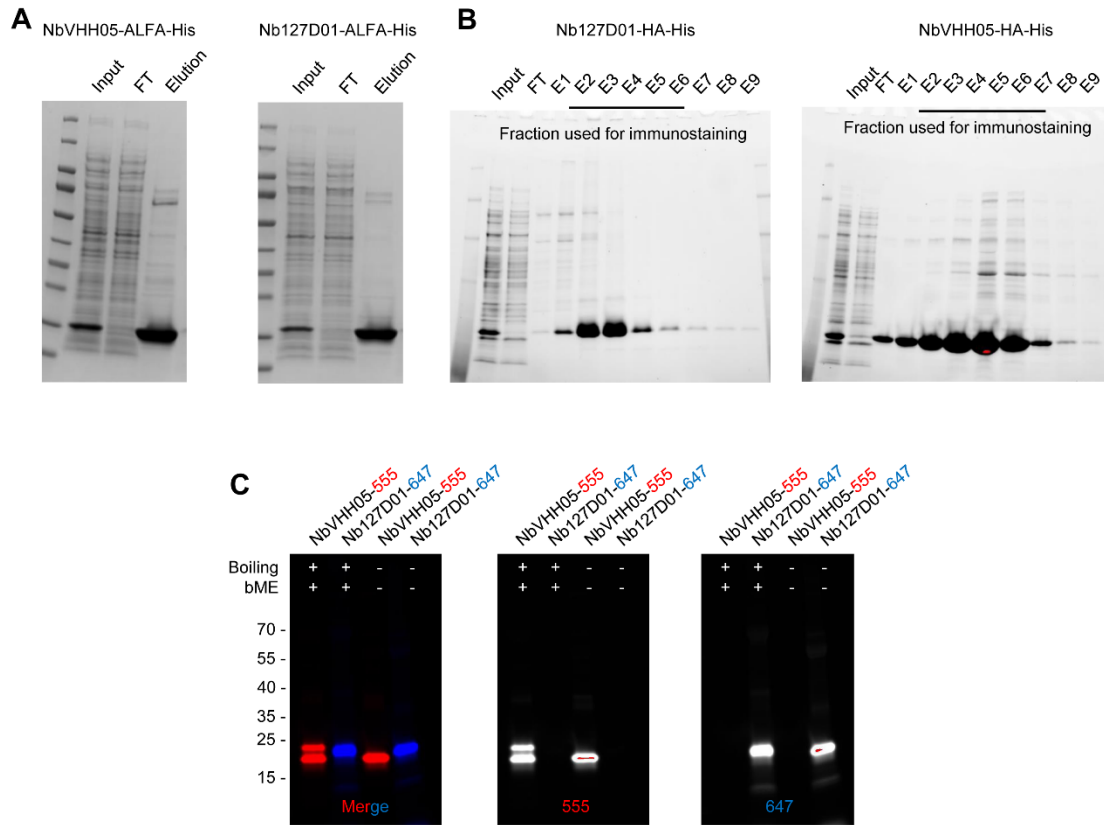 A
NbVHH05-ALFA-His
Input FT Elution
Nb127D01-ALFA-His
Input FT Elution
B
Nb127D01-HA-His
Input FT E1 E2 E3 E4 E5 E6 E7 E8 E9
Fraction used for immunostaining
NbVHH05-HA-His
Input FT E1 E2 E3 E4 E5 E6 E7 E8 E9
Fraction used for immunostaining
C
NbVHH05-555
Nb127D01-647
NbVHH05-555
Nb127D01-647
Boiling + + - -
bME + + - -
70 -
55 -
40 -
35 -
25 -
15 -
Merge
NbVHH05-555
Nb127D01-647
NbVHH05-555
Nb127D01-647
+ + - -
+ + - -
555
NbVHH05-555
Nb127D01-647
NbVHH05-555
Nb127D01-647
+ + - -
+ + - -
647